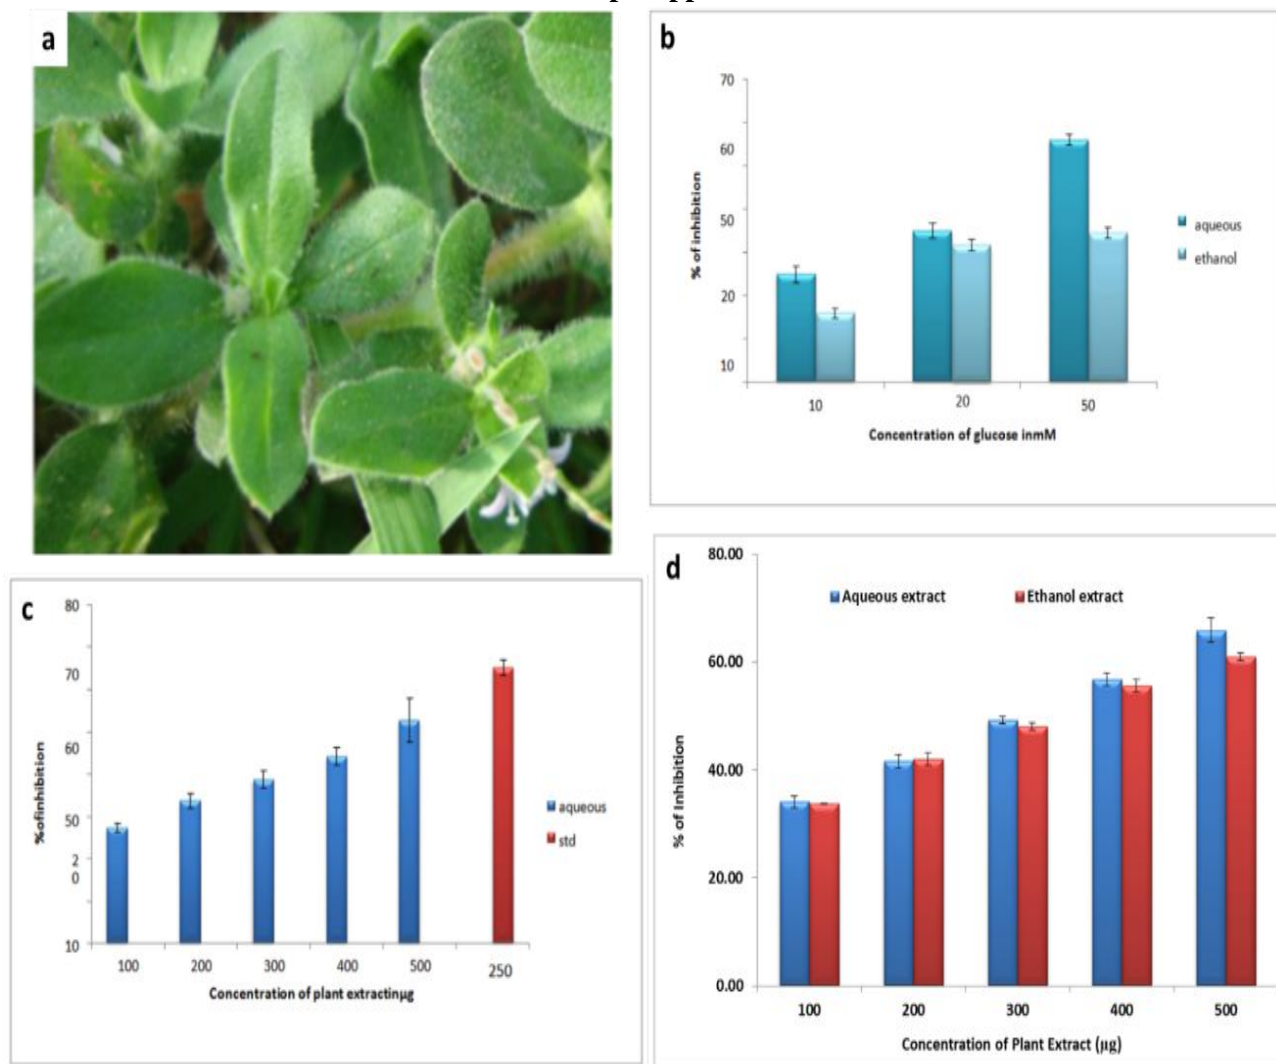 a
b
70
60
50
20
10
% of inhibition
aqueous
ethanol
10
20
50
Concentration of glucose inmM
c
80
70
60
50
2
0
10
%ofinhibition
aqueous
std
100
200
300
400
500
250
Concentration of plant extractinµg
d
80.00
60.00
40.00
20.00
0.00
% of Inhibition
Aqueous extract
Ethanol extract
100
200
300
400
500
Concentration of Plant Extract (µg)